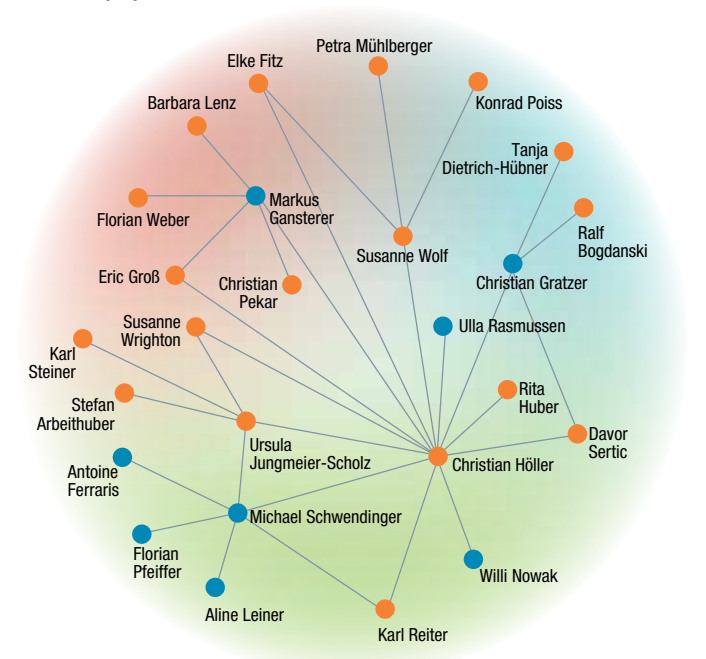 Petra Mühlberger
Elke Fitz
Barbara Lenz
Konrad Poiss
Tanja
Dietrich-Hübner
Markus
Gansterer
Florian Weber
Ralf
Bogdanski
Susanne Wolf
Eric Groß
Christian
Pekar
Christian Gratzer
Susanne
Wrighton
Ulla Rasmussen
Karl
Steiner
Rita
Huber
Stefan
Arbeithuber
Davor
Sertic
Ursula
Jungmeier-Scholz
Christian Höller
Antoine
Ferraris
Michael Schwendinger
Florian
Pfeiffer
Willi Nowak
Aline Leiner
Karl Reiter